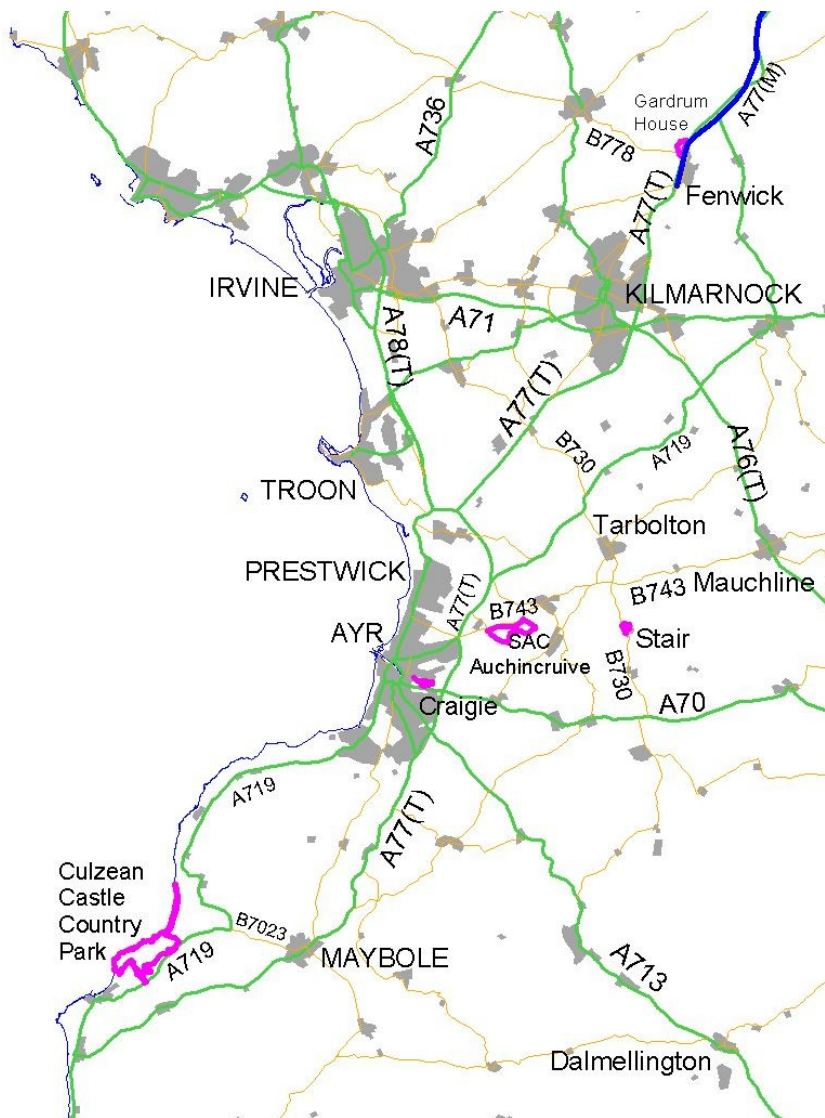 A77(M)
Gardrum
House
A736
B778
Fenwick
A77(T)
IRVINE
KILMARNOCK
A71
A78(T)
A77(T)
B730
A719
A76(T)
TROON
Tarbolton
PRESTWICK
A77(T)
B743
B743
Mauchline
AYR
SAC
Auchincruive
Stair
B730
Craigie
A70
A719
A77(T)
Culzean
Castle
Country
Park
B7023
A719
MAYBOLE
A713
Dalmellington